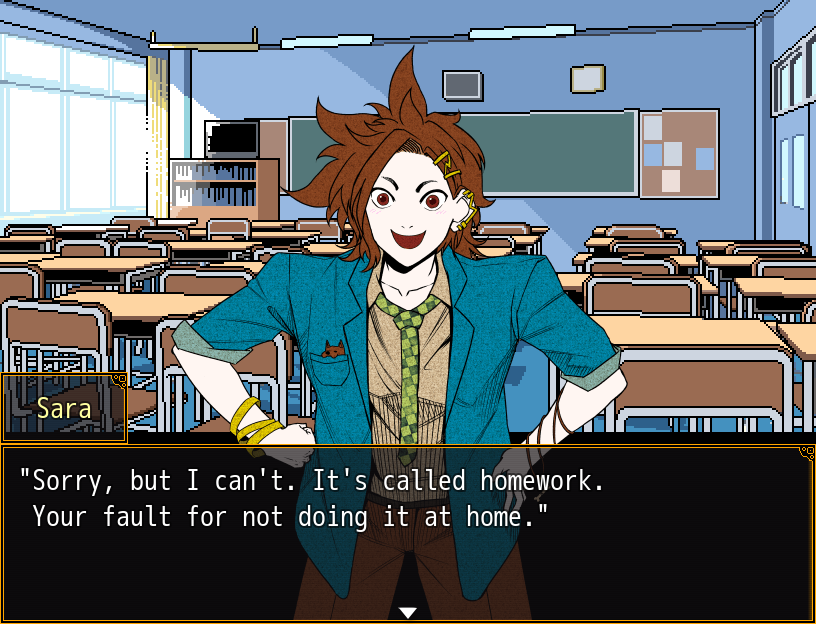 Sara
"Sorry, but I can't. It's called homework.
Your fault for not doing it at home."